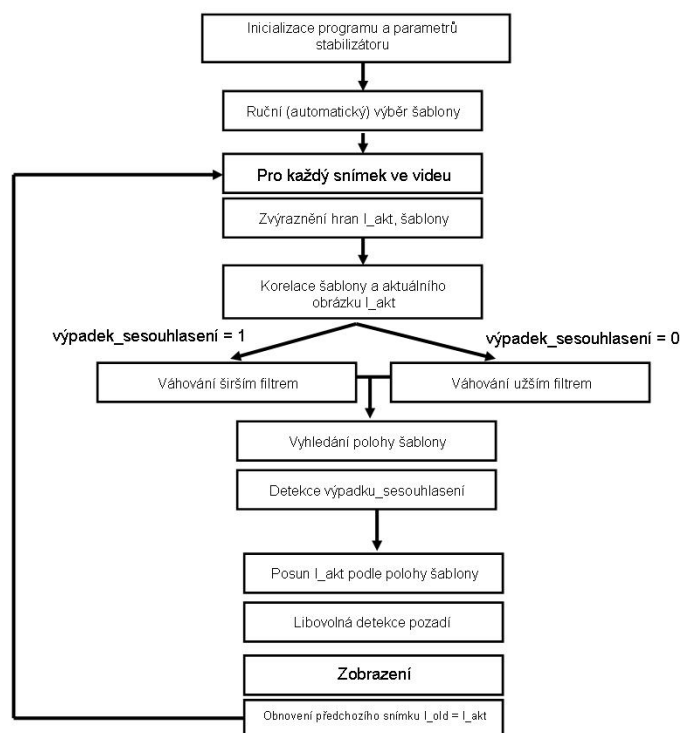 Inicializace programu a parametrů
stabilizátoru
Ruční (automatický) výběr šablony
Pro každý snímek ve videu
Zvýraznění hran I_akt, šablony
Korelace šablony a aktuálního
obrázku I_akt
výpadek_sesouhlasení = 1
výpadek_sesouhlasení = 0
Váhování širším filtrem
Váhování užším filtrem
Vyhledání polohy šablony
Detekce výpadku_sesouhlasení
Posun I_akt podle polohy šablony
Libovolná detekce pozadí
Zobrazení
Obnovení předchozího snímku I_old = I_akt